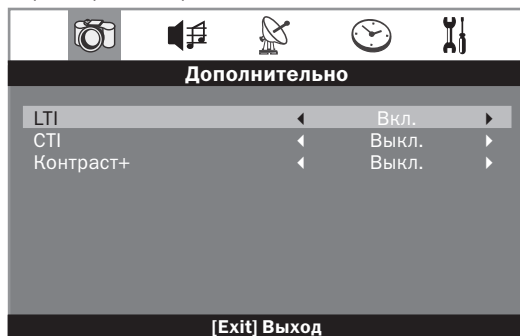 Дополнительно
LTI Вкл.
CTI Выкл.
Контраст+ Выкл.
[Exit] Выход